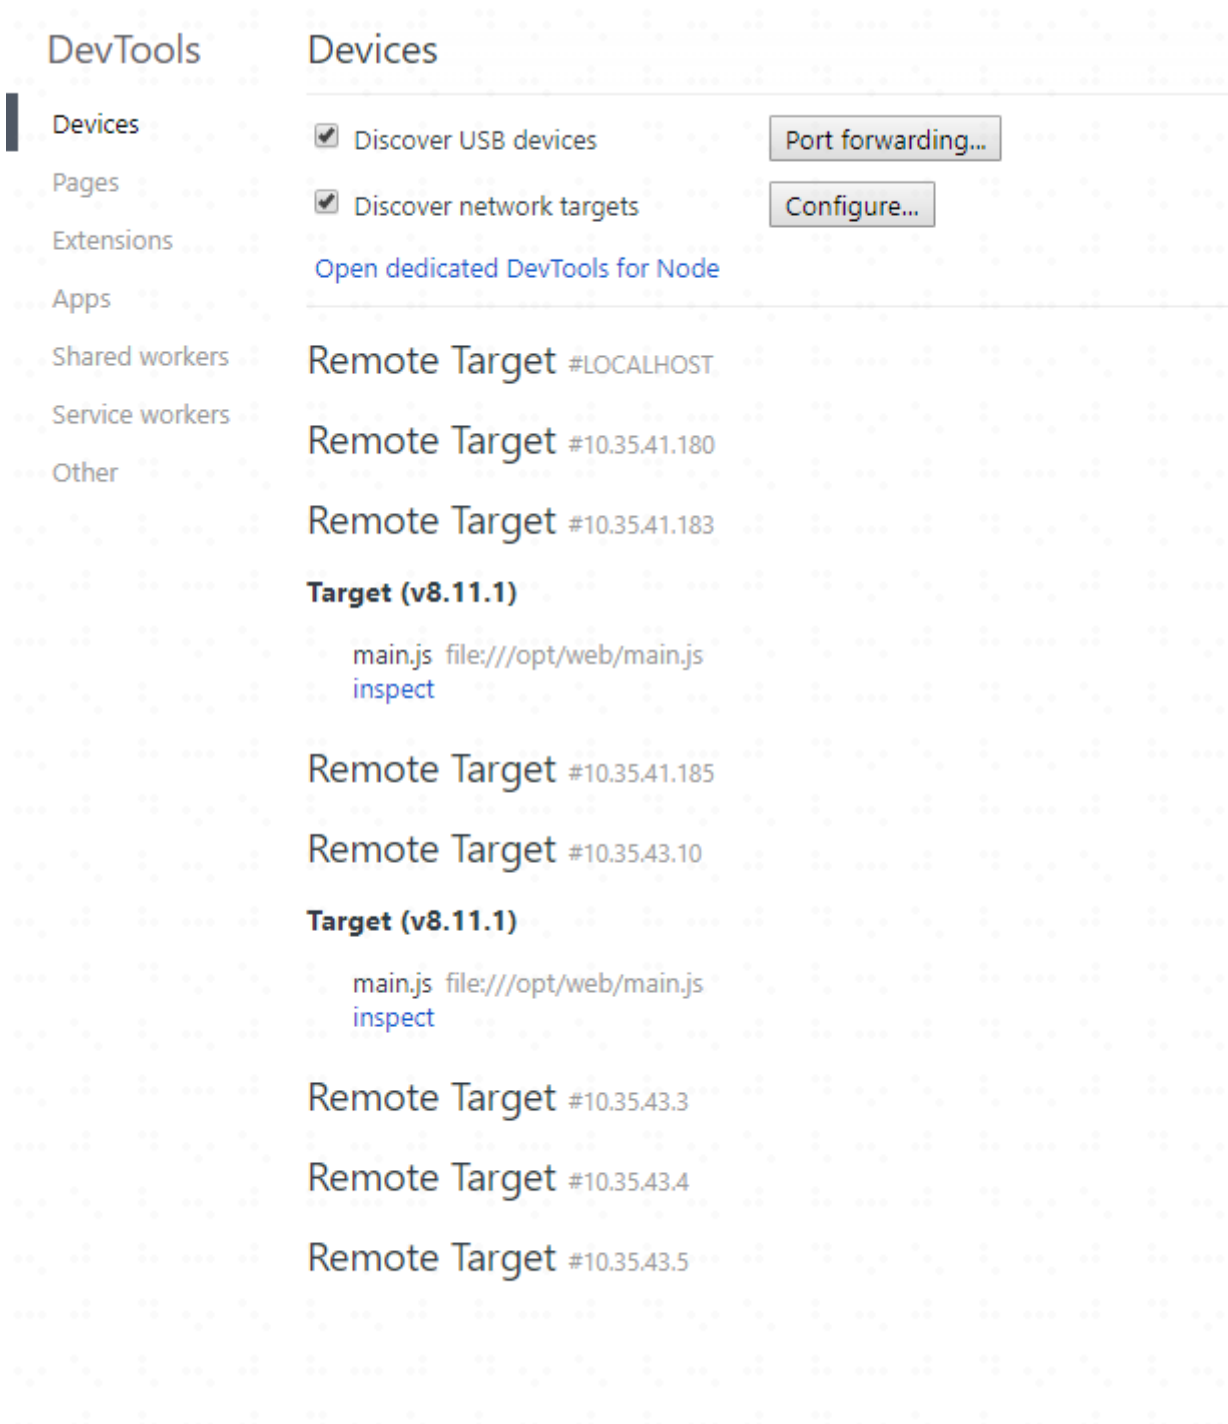 DevTools
Devices
Pages
Extensions
Apps
Shared workers
Service workers
Other
Devices
Discover USB devices
Port forwarding...
Discover network targets
Configure...
Open dedicated DevTools for Node
Remote Target #LOCALHOST
Remote Target #10.35.41.180
Remote Target #10.35.41.183
Target (v8.11.1)
main.js file:///opt/web/main.js
inspect
Remote Target #10.35.41.185
Remote Target #10.35.43.10
Target (v8.11.1)
main.js file:///opt/web/main.js
inspect
Remote Target #10.35.43.3
Remote Target #10.35.43.4
Remote Target #10.35.43.5